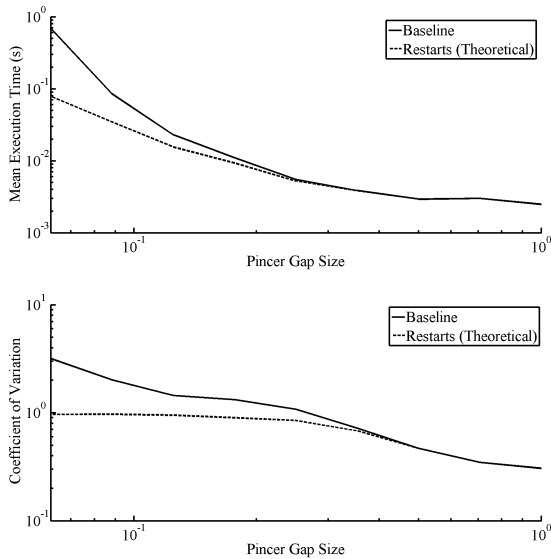 Mean Execution Time (s)
10^0
10^-1
10^-2
10^-3
Baseline
Restarts (Theoretical)
10^-1
10^0
Pincer Gap Size
Coefficient of Variation
10^1
10^0
10^-1
Baseline
Restarts (Theoretical)
10^-1
10^0
Pincer Gap Size